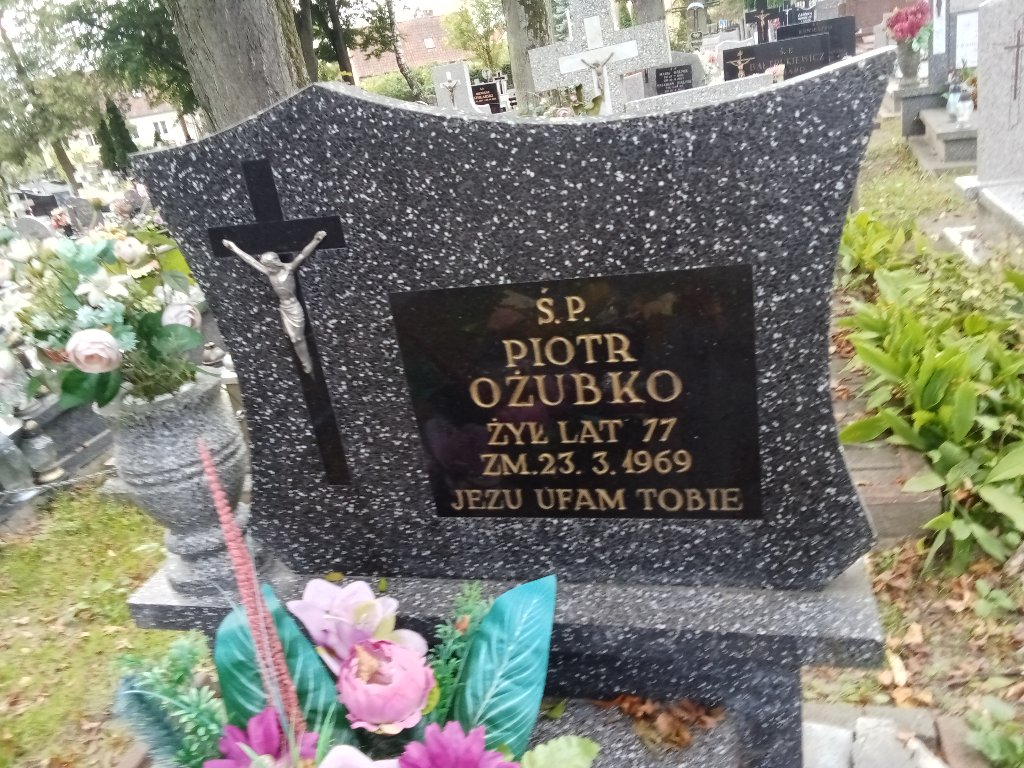 Ś. P.
PIOTR
OŻUBKO
ŻYŁ LAT 77
ZM. 23. 3. 1969
JEZU UFAM TOBIE